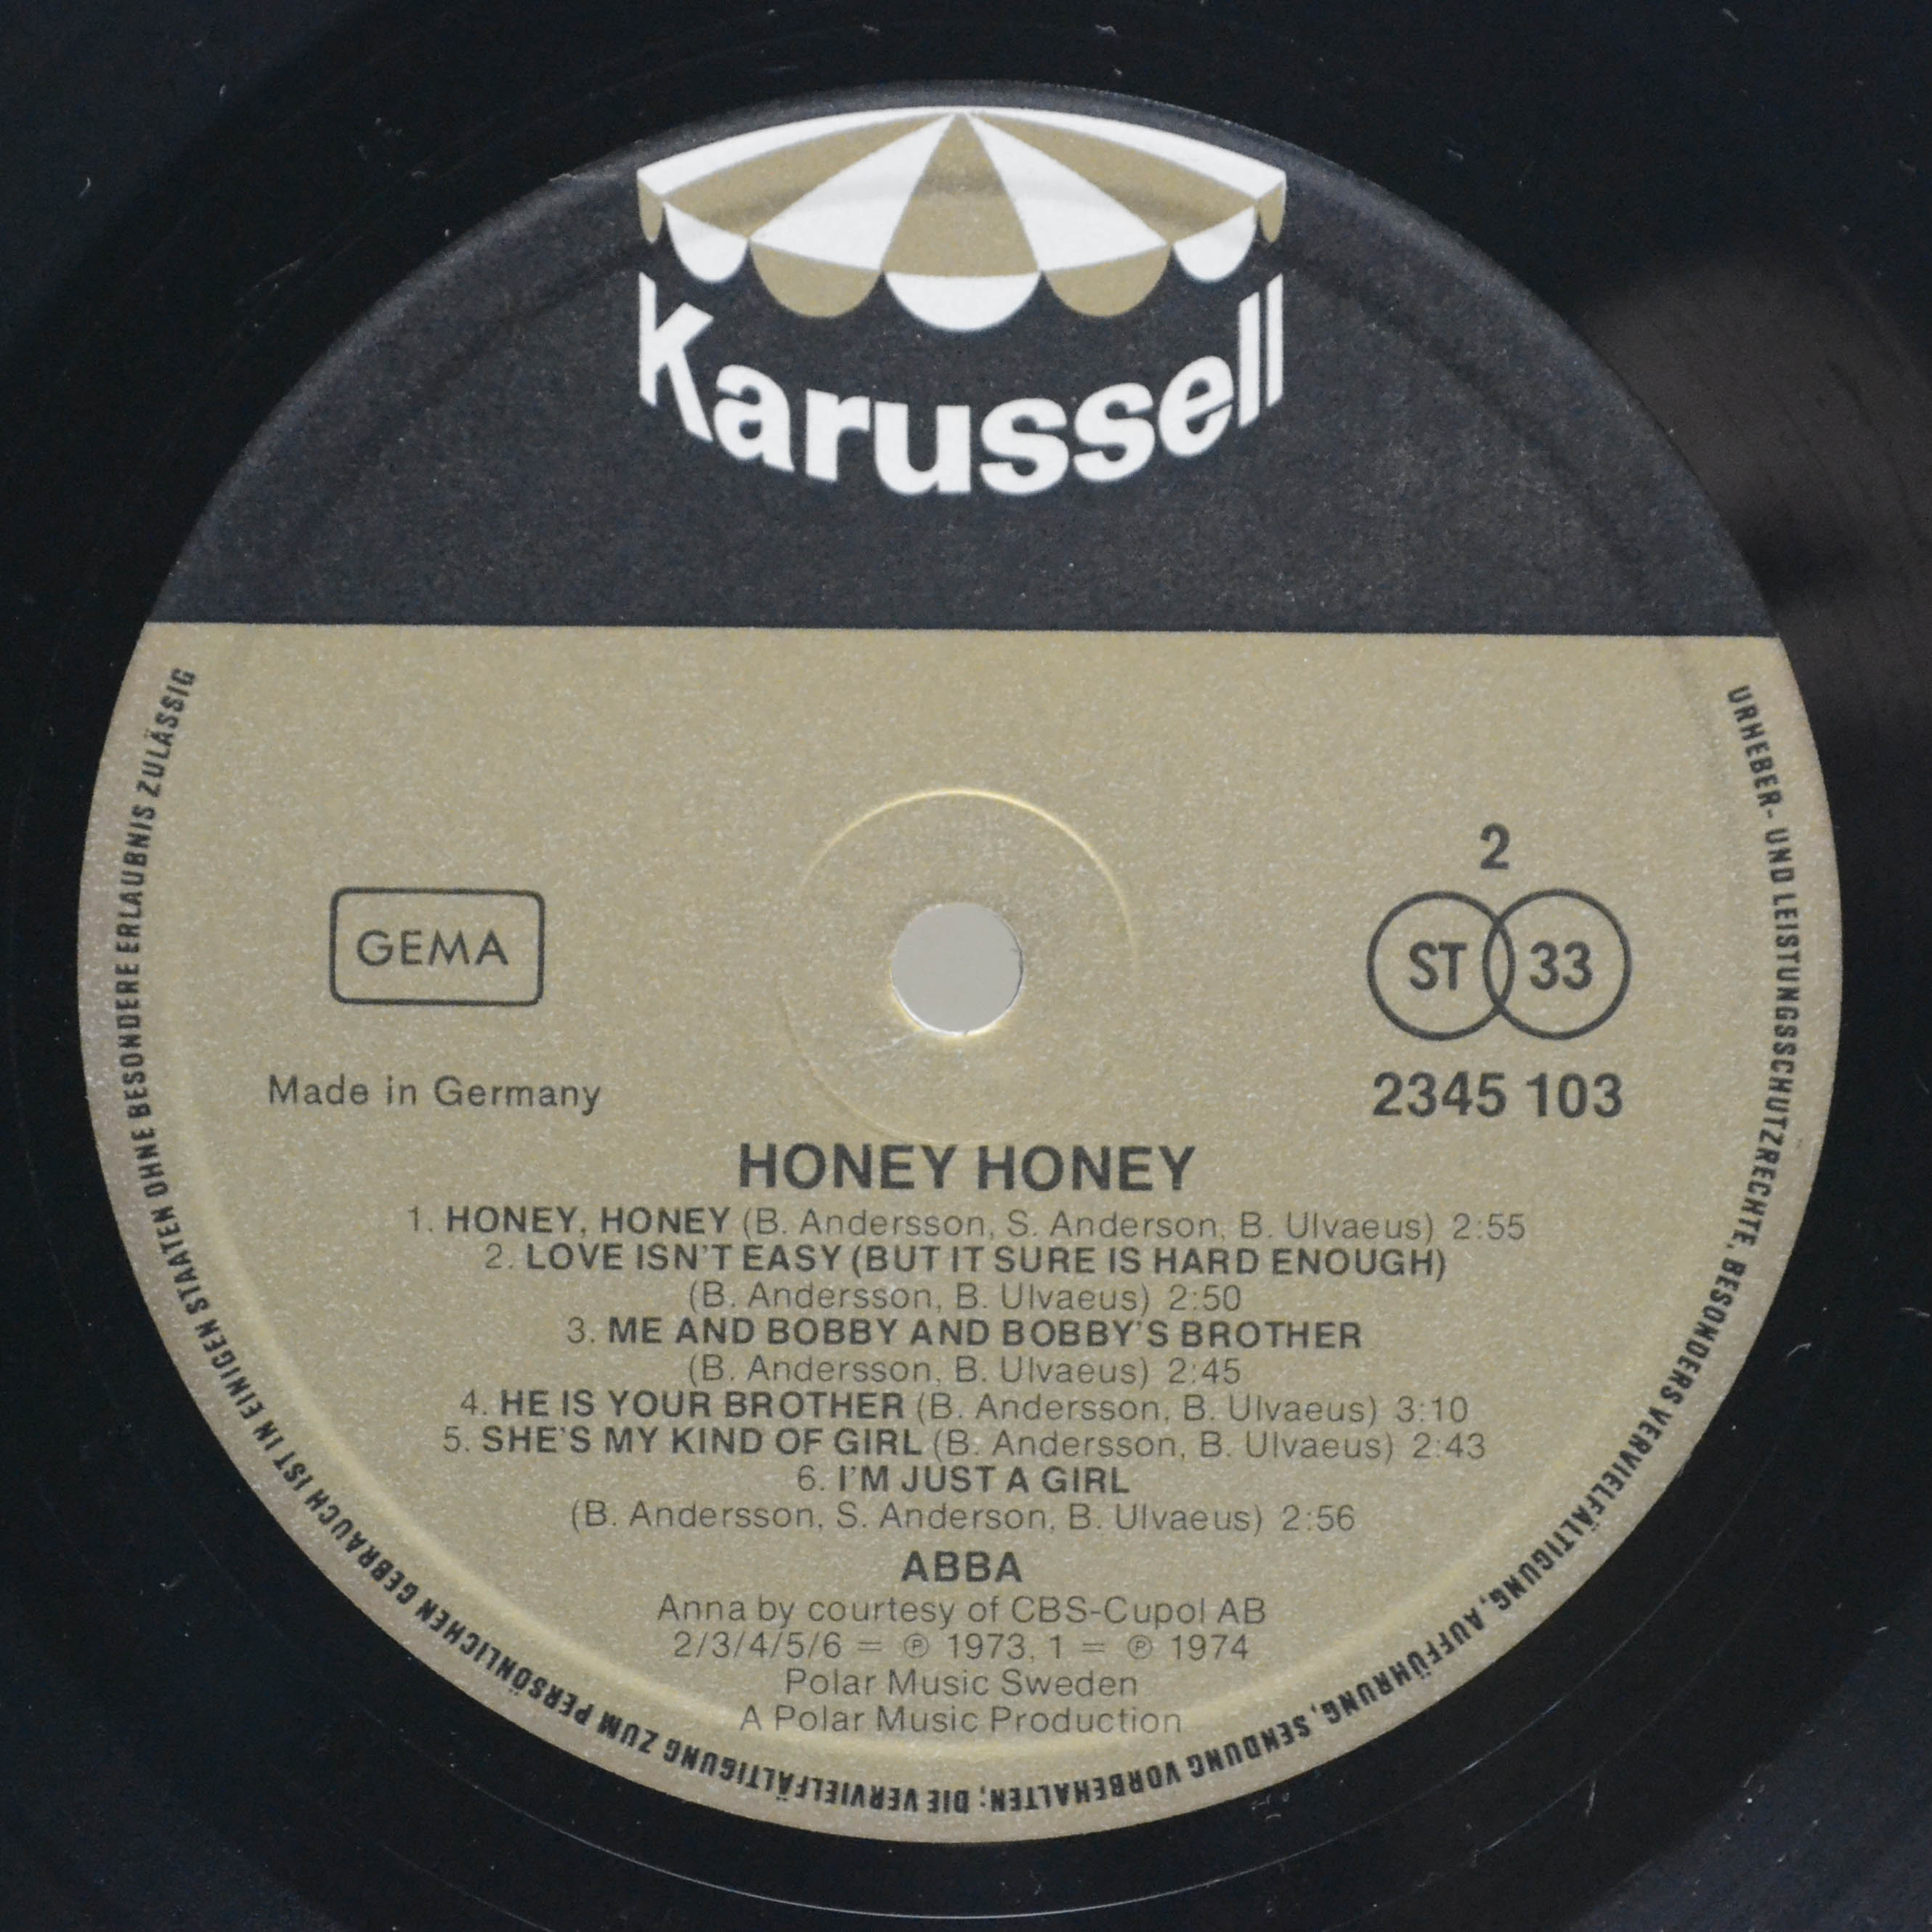 Karussell
GEMA
Made in Germany
2
ST 33
2345 103
HONEY HONEY
1. HONEY, HONEY (B. Andersson, S. Anderson, B. Ulvaeus) 2:55
2. LOVE ISN'T EASY (BUT IT SURE IS HARD ENOUGH)
(B. Andersson, B. Ulvaeus) 2:50
3. ME AND BOBBY AND BOBBY'S BROTHER
(B. Andersson, B. Ulvaeus) 2:45
4. HE IS YOUR BROTHER (B. Andersson, B. Ulvaeus) 3:10
5. SHE'S MY KIND OF GIRL (B. Andersson, B. Ulvaeus) 2:43
6. I'M JUST A GIRL
(B. Andersson, S. Anderson, B. Ulvaeus) 2:56
ABBA
Anna by courtesy of CBS-Cupol AB
2/3/4/5/6 = ℗ 1973, 1 = ℗ 1974
Polar Music Sweden
A Polar Music Production
URHEBER- UND LEISTUNGSSCHUTZRECHTE, BESONDERS VERVIELFÄLTIGUNG, AUFFÜHRUNG, SENDUNG VORBEHALTEN; DIE VERVIELFÄLTIGUNG ZUM PERSÖNLICHEN GEBRAUCH IST IN EINIGEN STAATEN OHNE BESONDERE ERLAUBNIS ZULÄSSIG